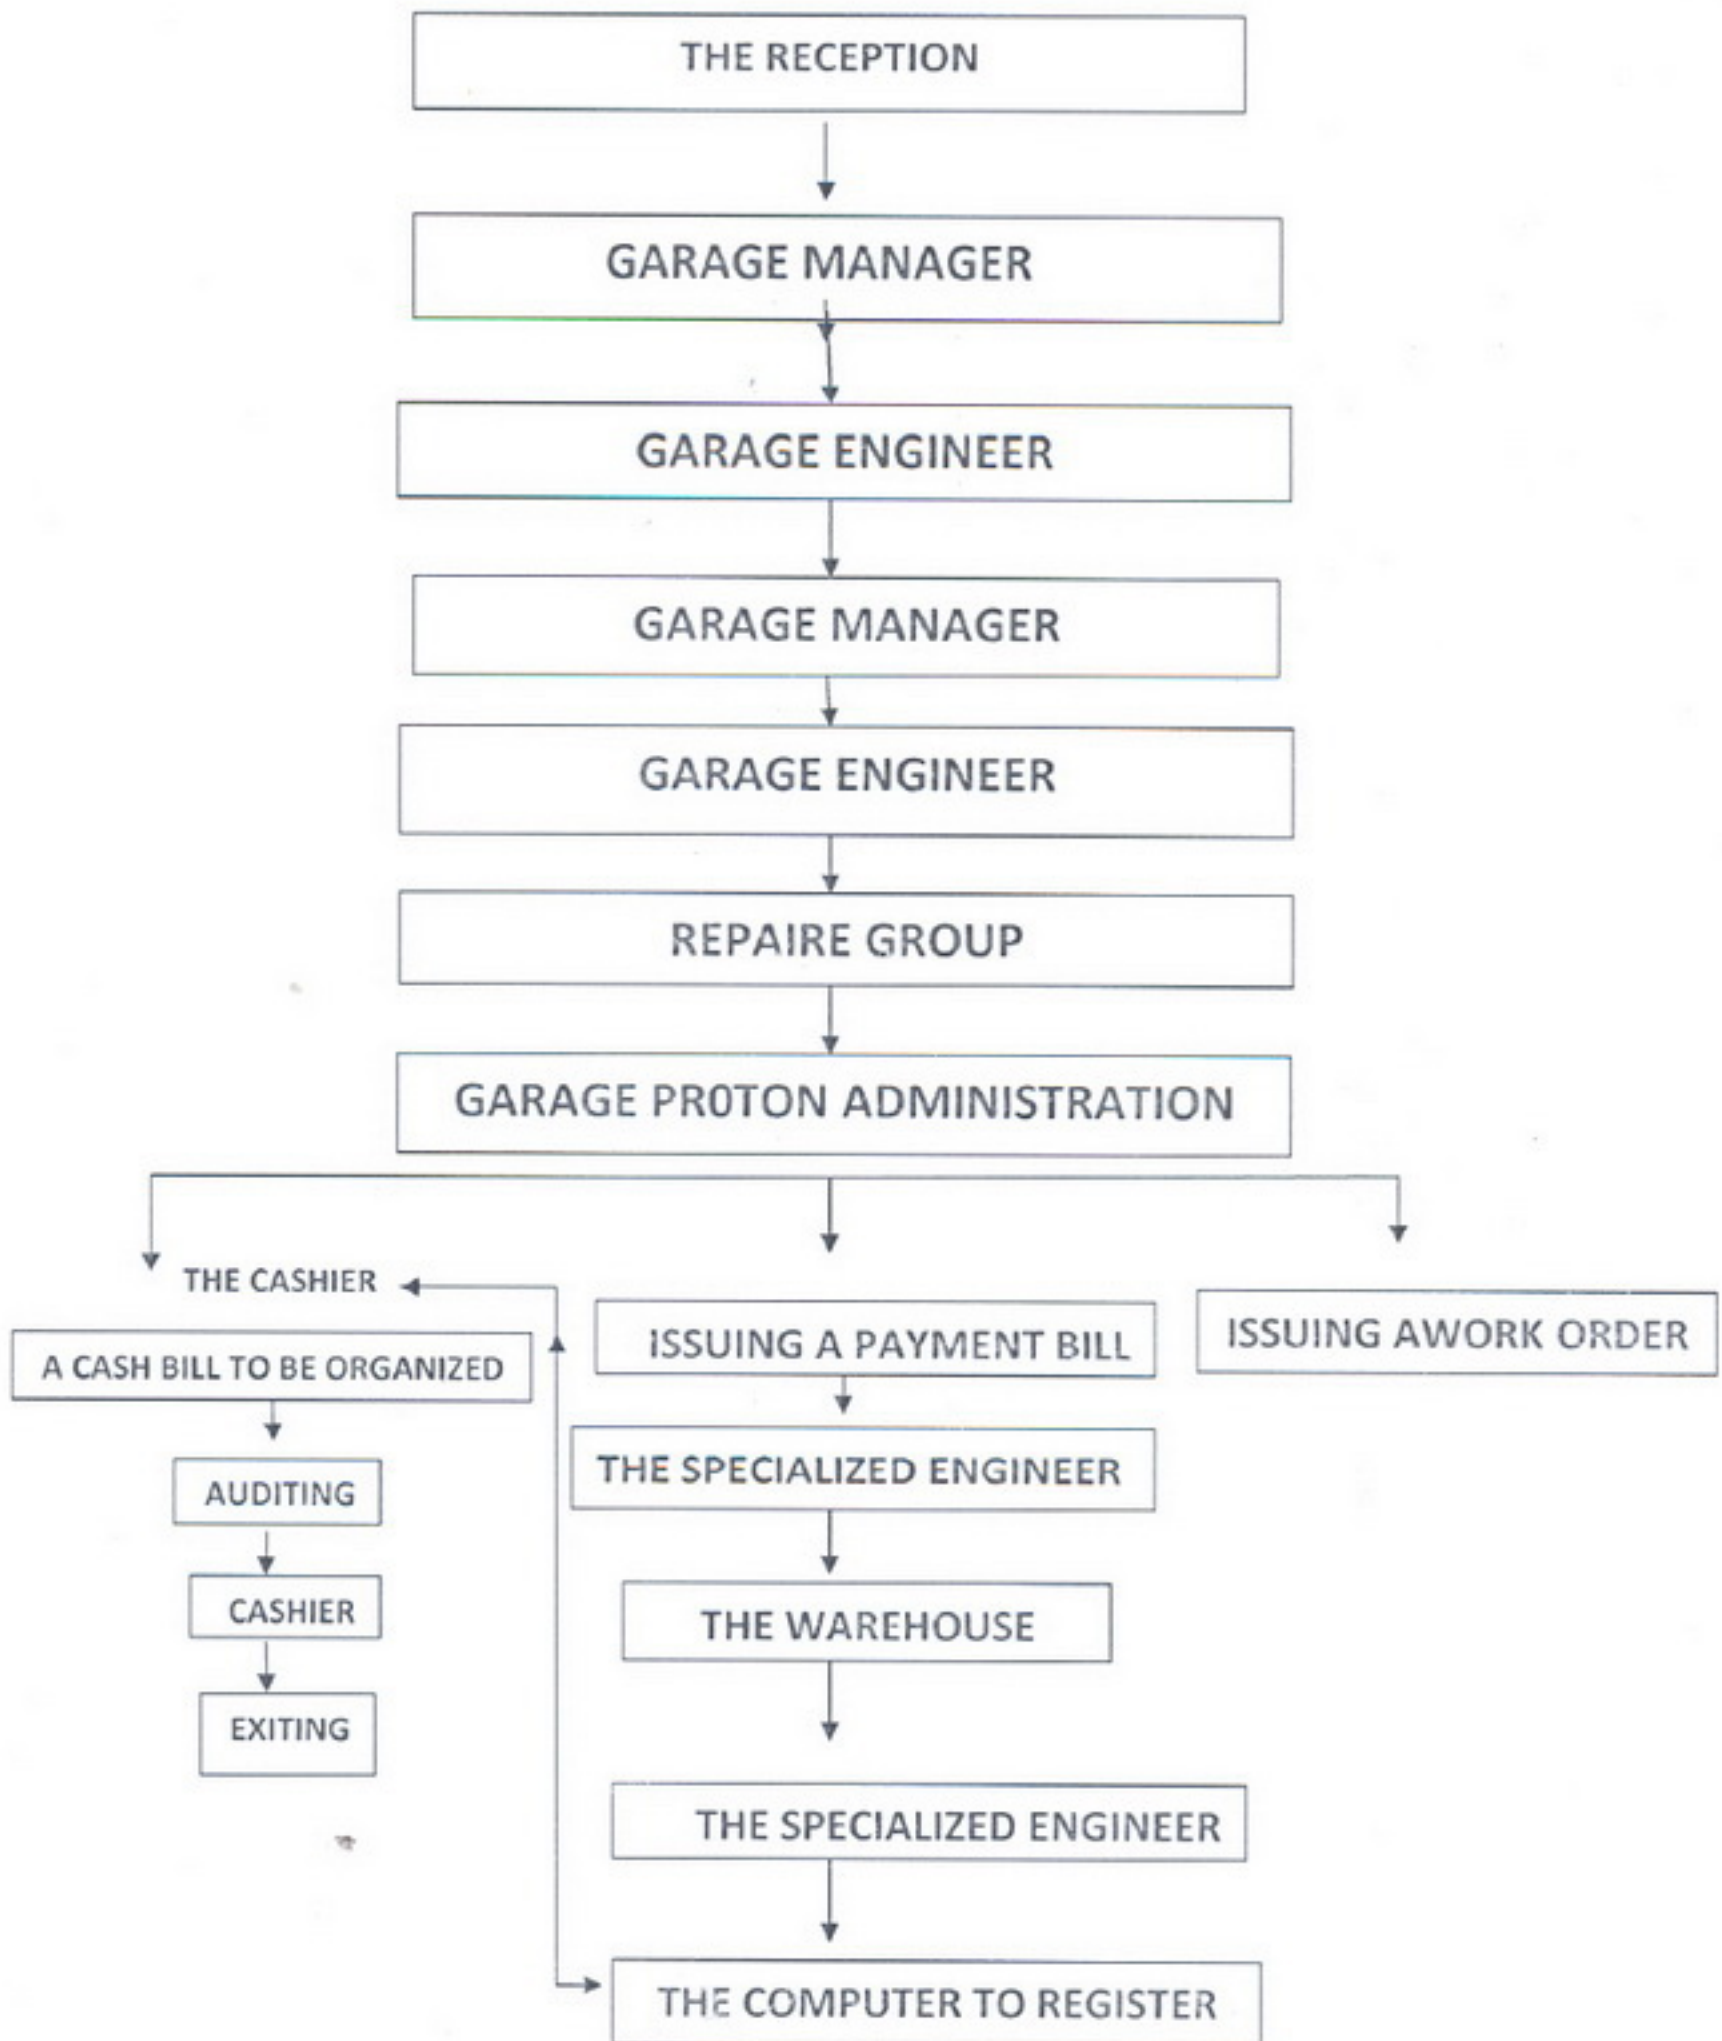 THE RECEPTION
GARAGE MANAGER
GARAGE ENGINEER
GARAGE MANAGER
GARAGE ENGINEER
REPAIRE GROUP
GARAGE PR0TON ADMINISTRATION
THE CASHIER
A CASH BILL TO BE ORGANIZED
AUDITING
CASHIER
EXITING
ISSUING A PAYMENT BILL
THE SPECIALIZED ENGINEER
THE WAREHOUSE
THE SPECIALIZED ENGINEER
THE COMPUTER TO REGISTER
ISSUING AWORK ORDER